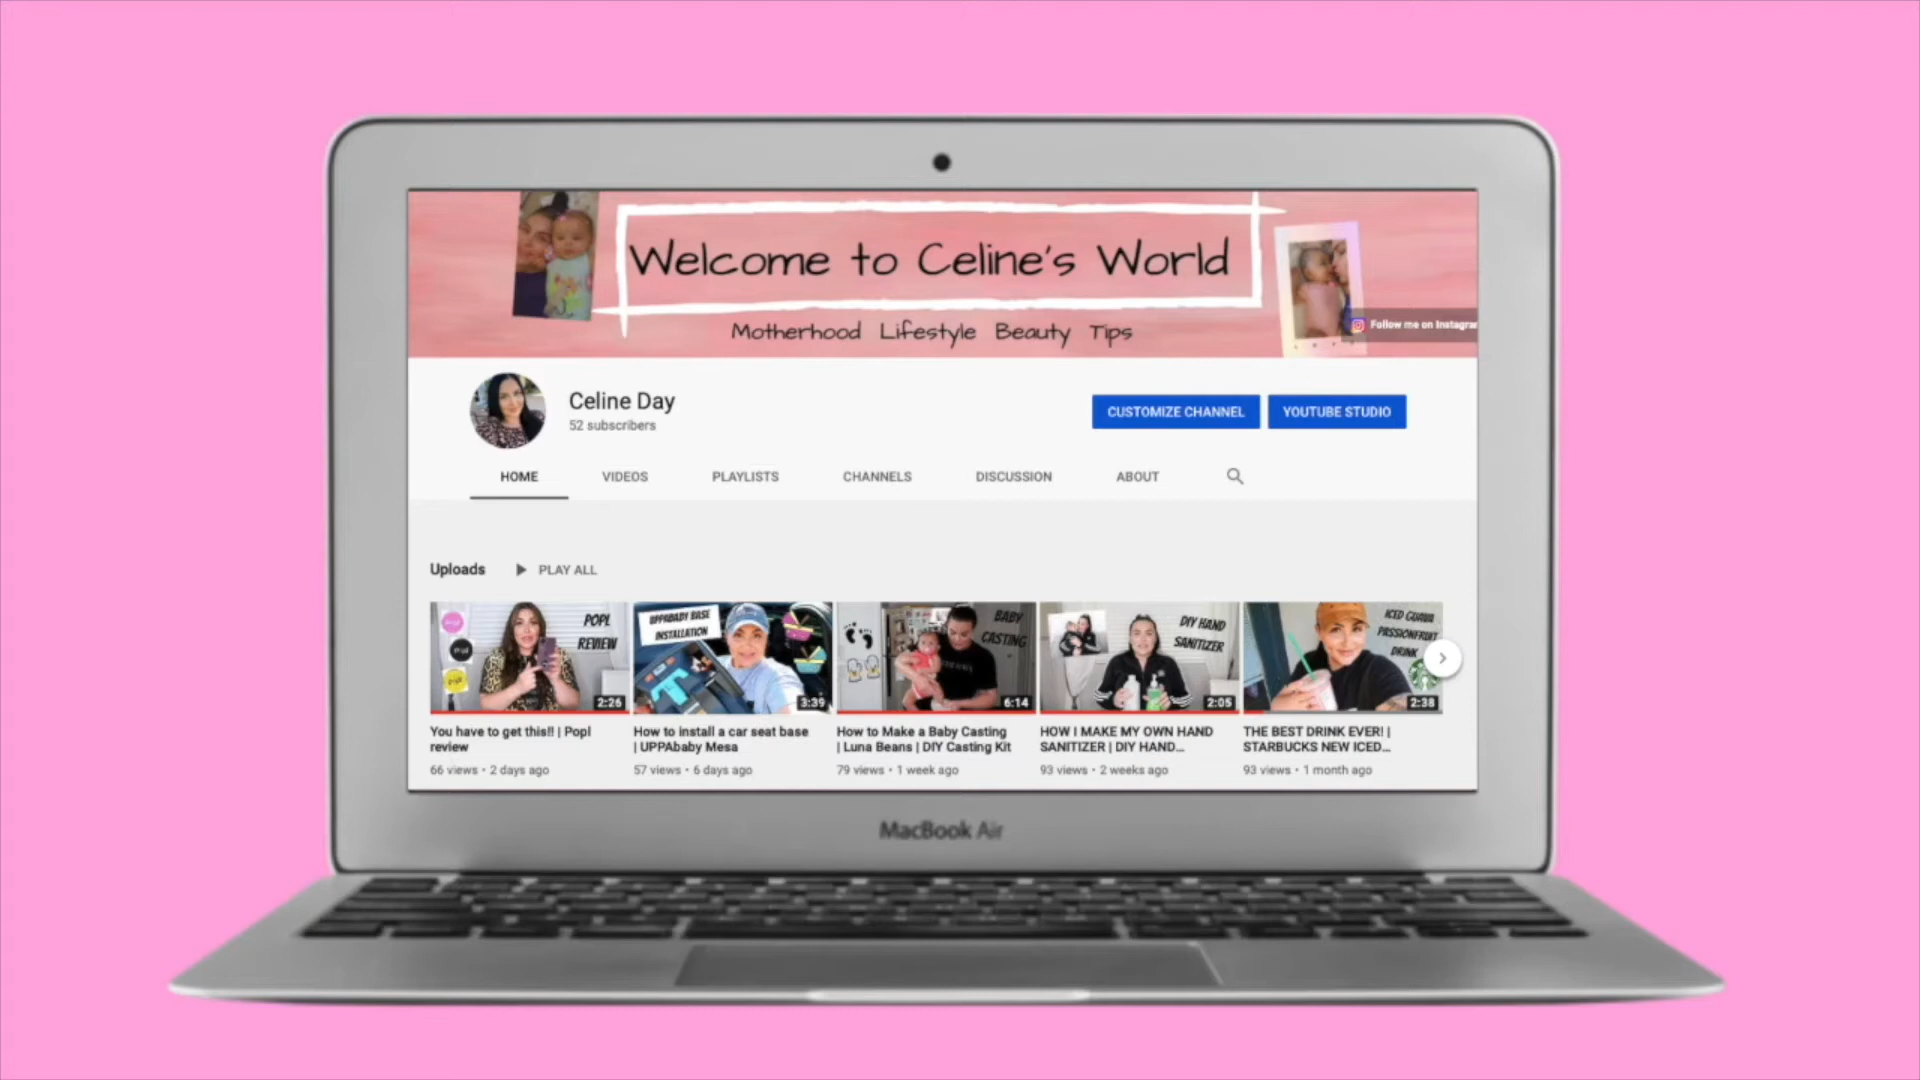 Welcome to Celine's World
Motherhood Lifestyle Beauty Tips
Follow me on Instagram
Celine Day
52 subscribers
CUSTOMIZE CHANNEL
YOUTUBE STUDIO
HOME VIDEOS PLAYLISTS CHANNELS DISCUSSION ABOUT
Uploads PLAY ALL
POPL
REVIEW
2:26
UPPABABY BASE
INSTALLATION
3:39
BABY
CASTING
6:14
DIY HAND
SANITIZER
2:05
ICED GUAVA
PASSIONFRUIT
DRINK
2:38
You have to get this!! | Popl
review
66 views • 2 days ago
How to install a car seat base
| UPPAbaby Mesa
57 views • 6 days ago
How to Make a Baby Casting
| Luna Beans | DIY Casting Kit
79 views • 1 week ago
HOW I MAKE MY OWN HAND
SANITIZER | DIY HAND...
93 views • 2 weeks ago
THE BEST DRINK EVER! |
STARBUCKS NEW ICED...
93 views • 1 month ago
MacBook Air